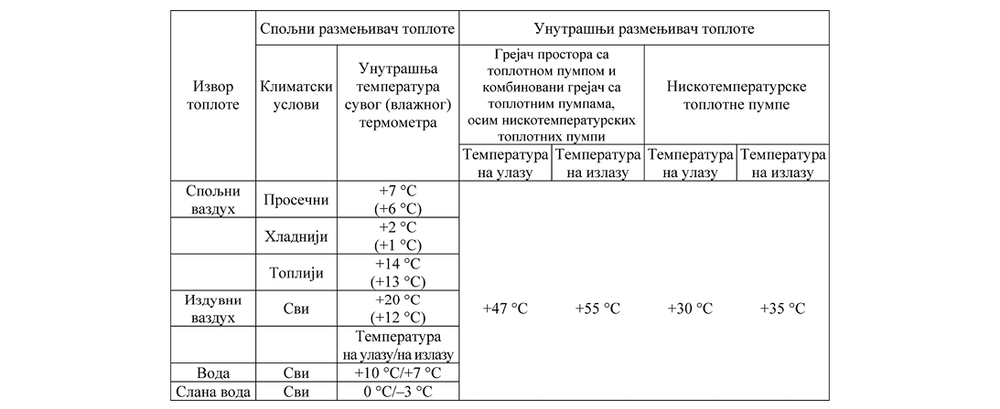 Спољни размењивач топлоте
Унутрашњи размењивач топлоте
Извор
топлоте
Климатски
услови
Унутрашња
температура
сувог (влажног)
термометра
Грејач простора са
топлотном пумпом и
комбиновани грејач са
топлотним пумпама,
осим нискотемпературских
топлотних пумпи
Нискотемпературске
топлотне пумпе
Температура
на улазу
Температура
на излазу
Температура
на улазу
Температура
на излазу
Спољни
ваздух
Просечни
+7 °C
(+6 °C)
Хладнији
+2 °C
(+1 °C)
Топлији
+14 °C
(+13 °C)
Издувни
ваздух
Сви
+20 °C
(+12 °C)
+47 °C
+55 °C
+30 °C
+35 °C
Температура
на улазу/на излазу
Вода
Сви
+10 °C/+7 °C
Слана вода
Сви
0 °C/–3 °C